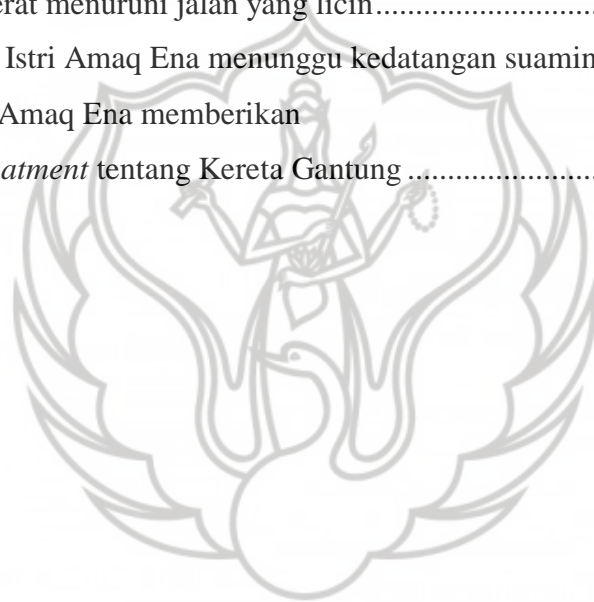 erat menuruni jalan yang licin..........................
Istri Amaq Ena menunggu kedatangan suamin
Amaq Ena memberikan
atment tentang Kereta Gantung..........................